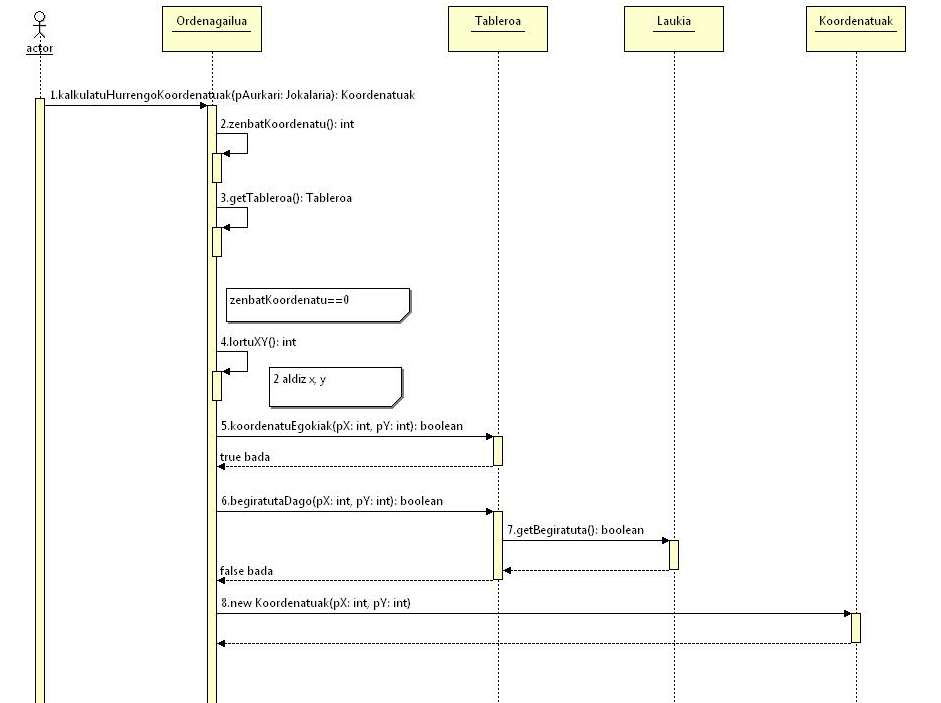 actor
Ordenagailua
Tableroa
Laukia
Koordenatuak
1.kalkulatuHurrengoKoordenatuak(pAurkari: Jokalaria): Koordenatuak
2.zenbatKoordenatu(): int
3.getTableroa(): Tableroa
zenbatKoordenatu==0
4.lortuXY(): int
2 aldiz x, y
5.koordenatuEgokiak(pX: int, pY: int): boolean
true bada
6.begiratutaDago(pX: int, pY: int): boolean
7.getBegiratuta(): boolean
false bada
8.new Koordenatuak(pX: int, pY: int)